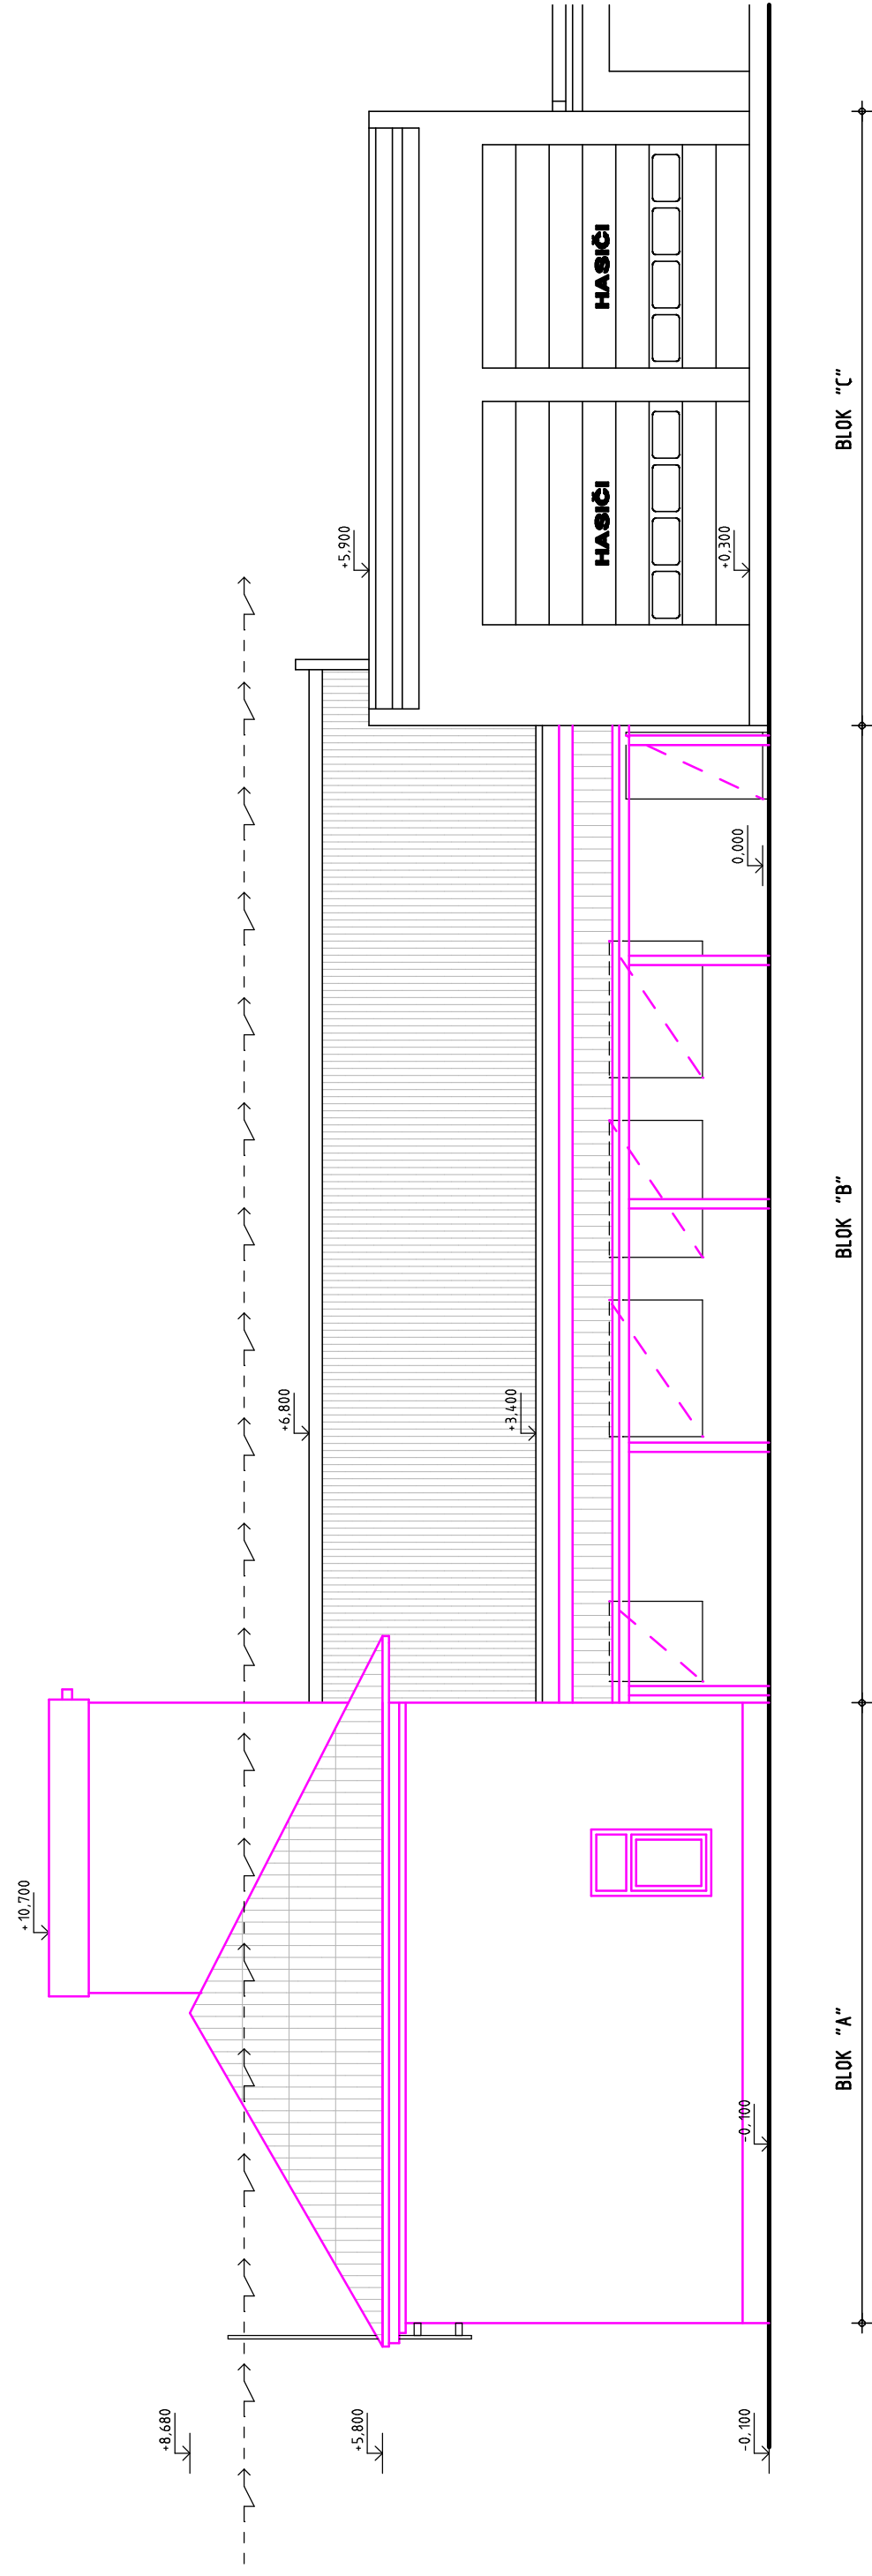 +10,700
+8,680
+6,800
+5,900
+5,800
+3,400
HASIČI
HASIČI
+0,300
0,000
-0,100
-0,100
BLOK "A"
BLOK "B"
BLOK "C"